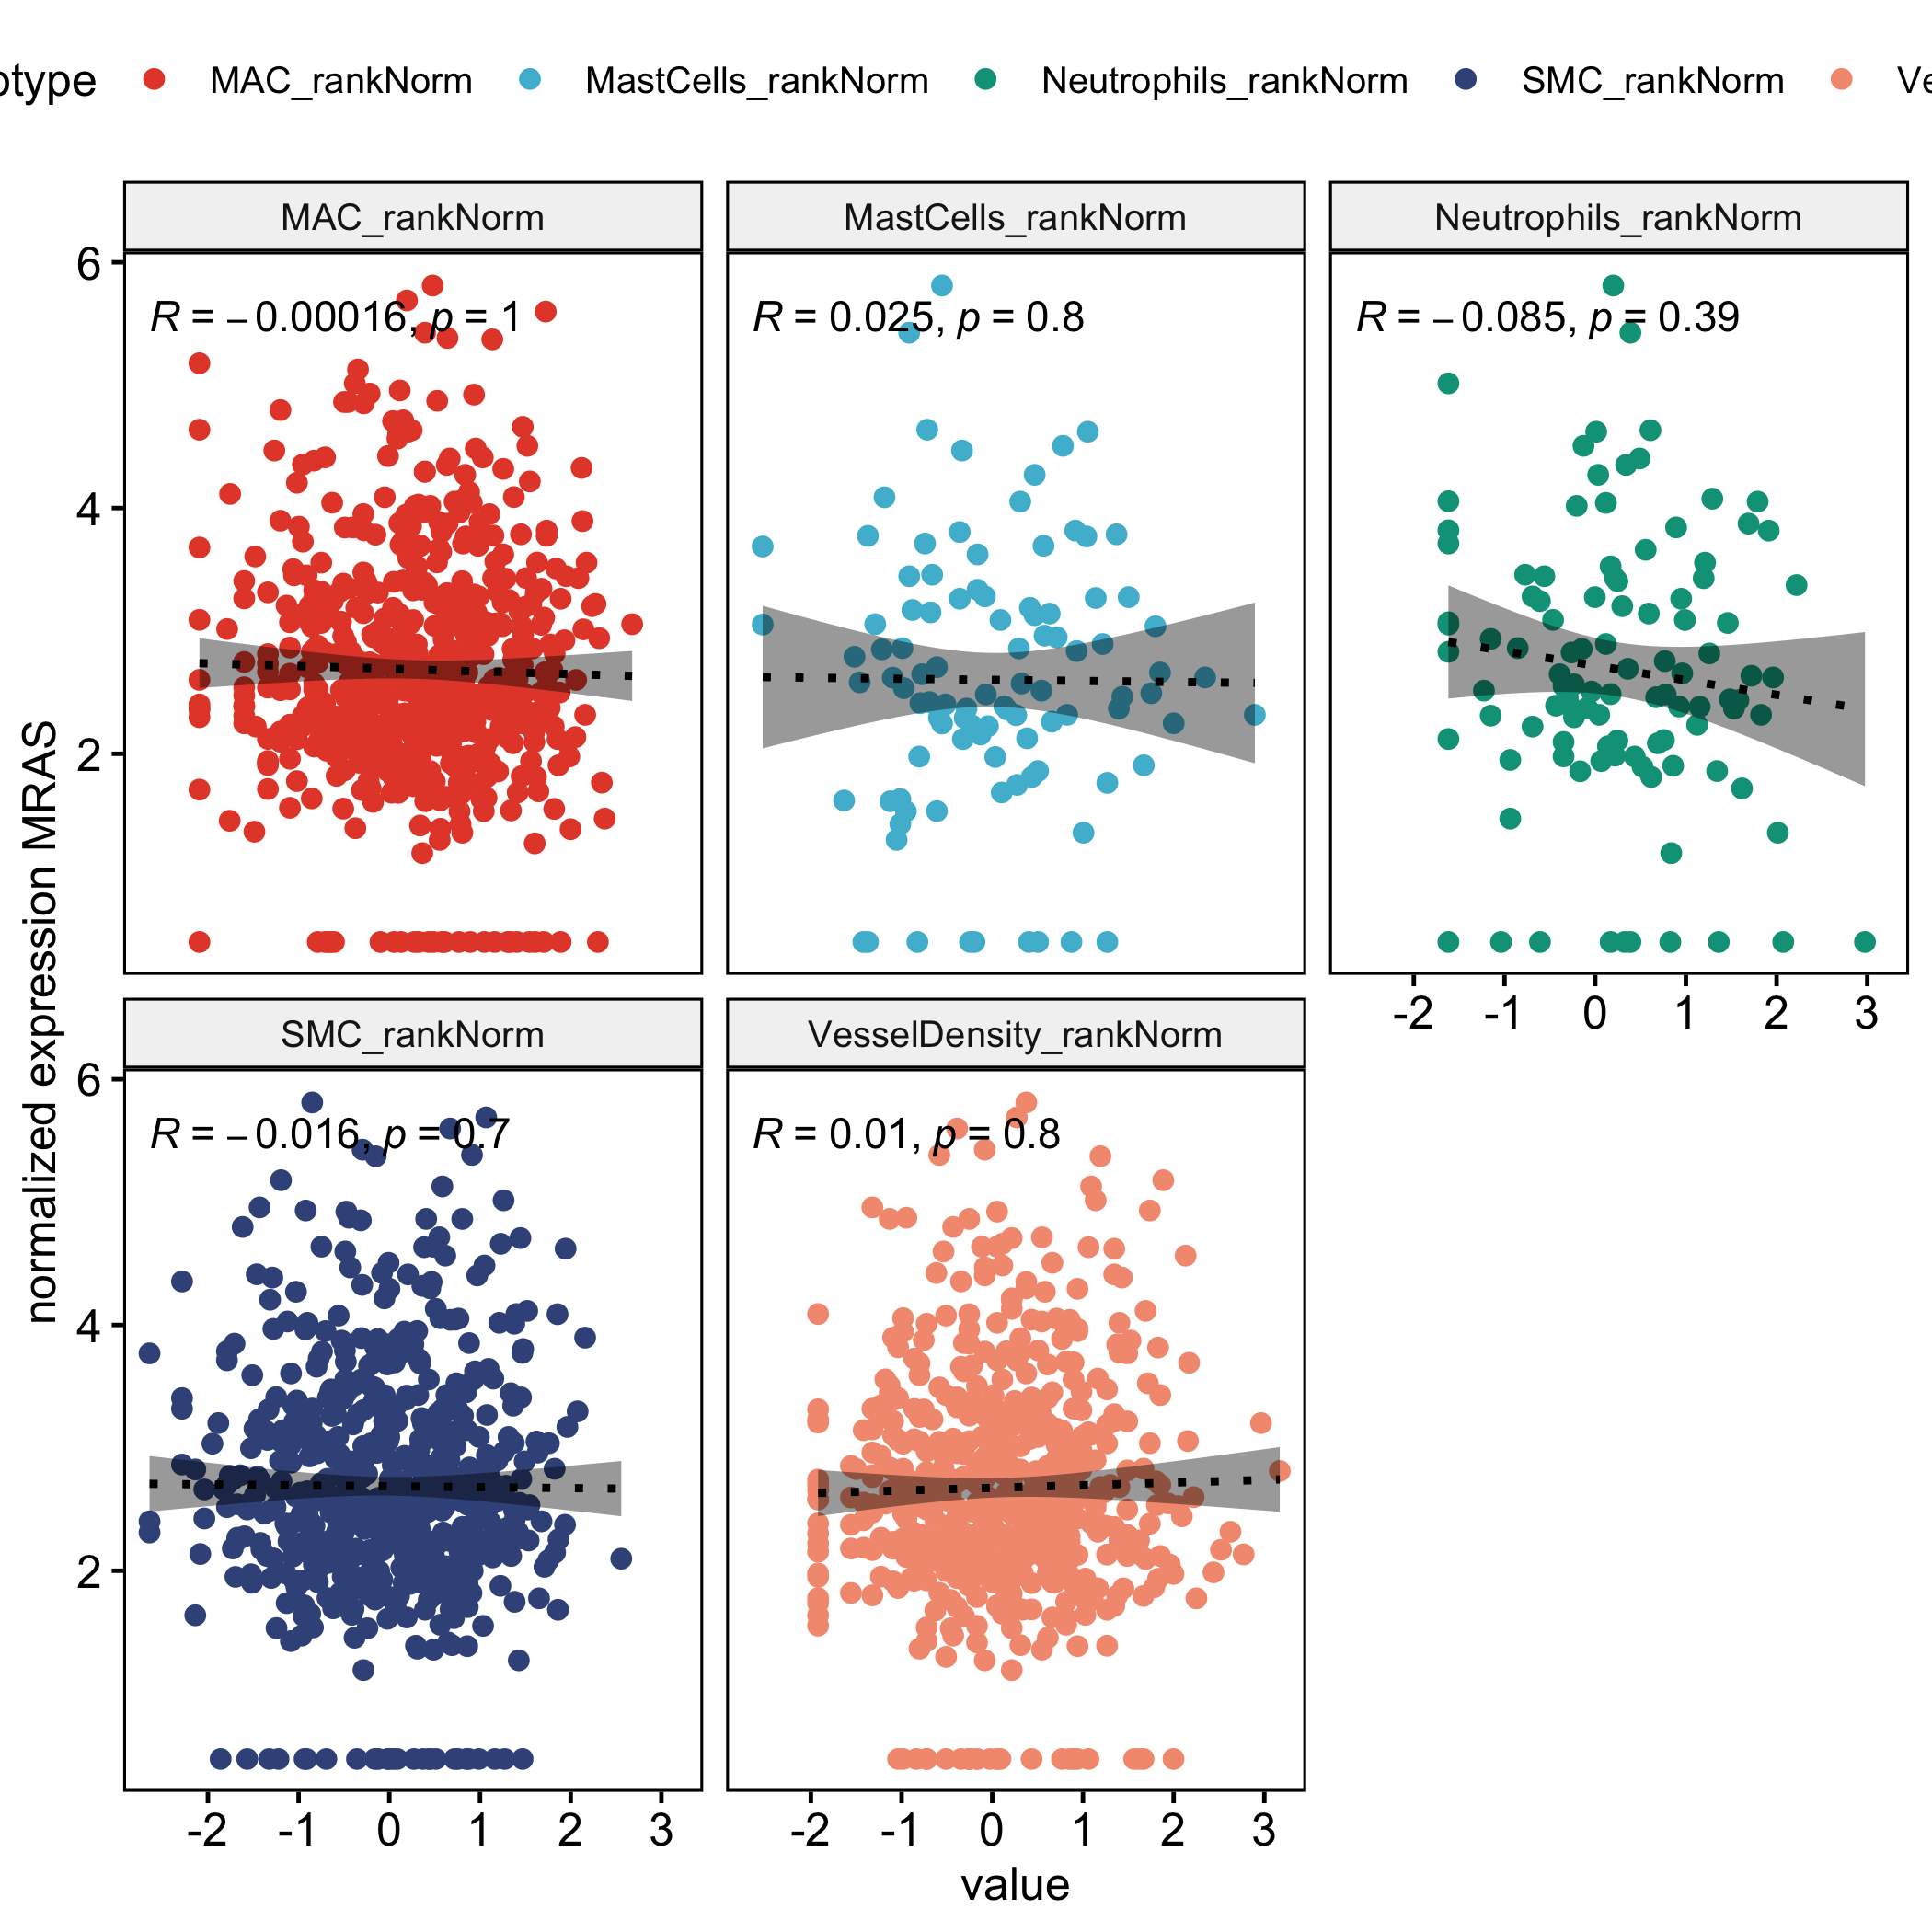 otype MAC_rankNorm MastCells_rankNorm Neutrophils_rankNorm SMC_rankNorm Ve
MAC_rankNorm MastCells_rankNorm Neutrophils_rankNorm
R = −0.00016, p = 1 R = 0.025, p = 0.8 R = −0.085, p = 0.39
6
4
2
-2 -1 0 1 2 3
SMC_rankNorm VesselDensity_rankNorm
R = −0.016, p = 0.7 R = 0.01, p = 0.8
6
4
2
-2 -1 0 1 2 3 -2 -1 0 1 2 3
value
normalized expression MRAS